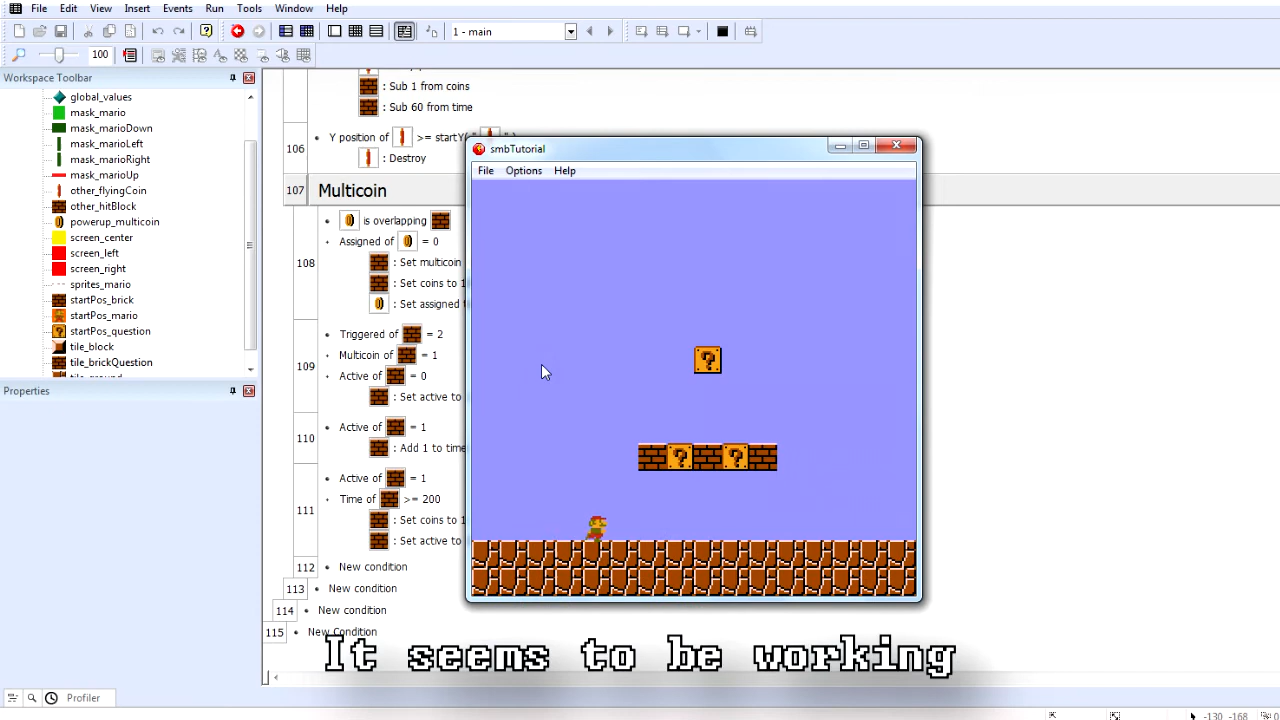 File Edit View Insert Events Run Tools Window Help
1 - main
100
Workspace Toolbar
global_values
mask_mario
mask_marioDown
mask_marioLeft
mask_marioRight
mask_marioUp
other_flyingCoin
other_hitBlock
powerup_multicoin
screen_center
screen_left
screen_right
sprites_mario
startPos_brick
startPos_mario
startPos_question
tile_block
tile_brickQuestion
Properties
Profiler
: Sub 1 from coins
: Sub 60 from time
106
Y position of >= startY( " " )
: Destroy
107 Multicoin
108
is overlapping
Assigned of = 0
: Set multicoin
: Set coins to 1
: Set assigned t
109
Triggered of = 2
Multicoin of = 1
Active of = 0
: Set active to
110
Active of = 1
: Add 1 to time
111
Active of = 1
Time of >= 200
: Set coins to 1
: Set active to
112 New condition
113 New condition
114 New condition
115 New Condition
smbTutorial
File Options Help
?
? ?
It seems to be working
-130 -168